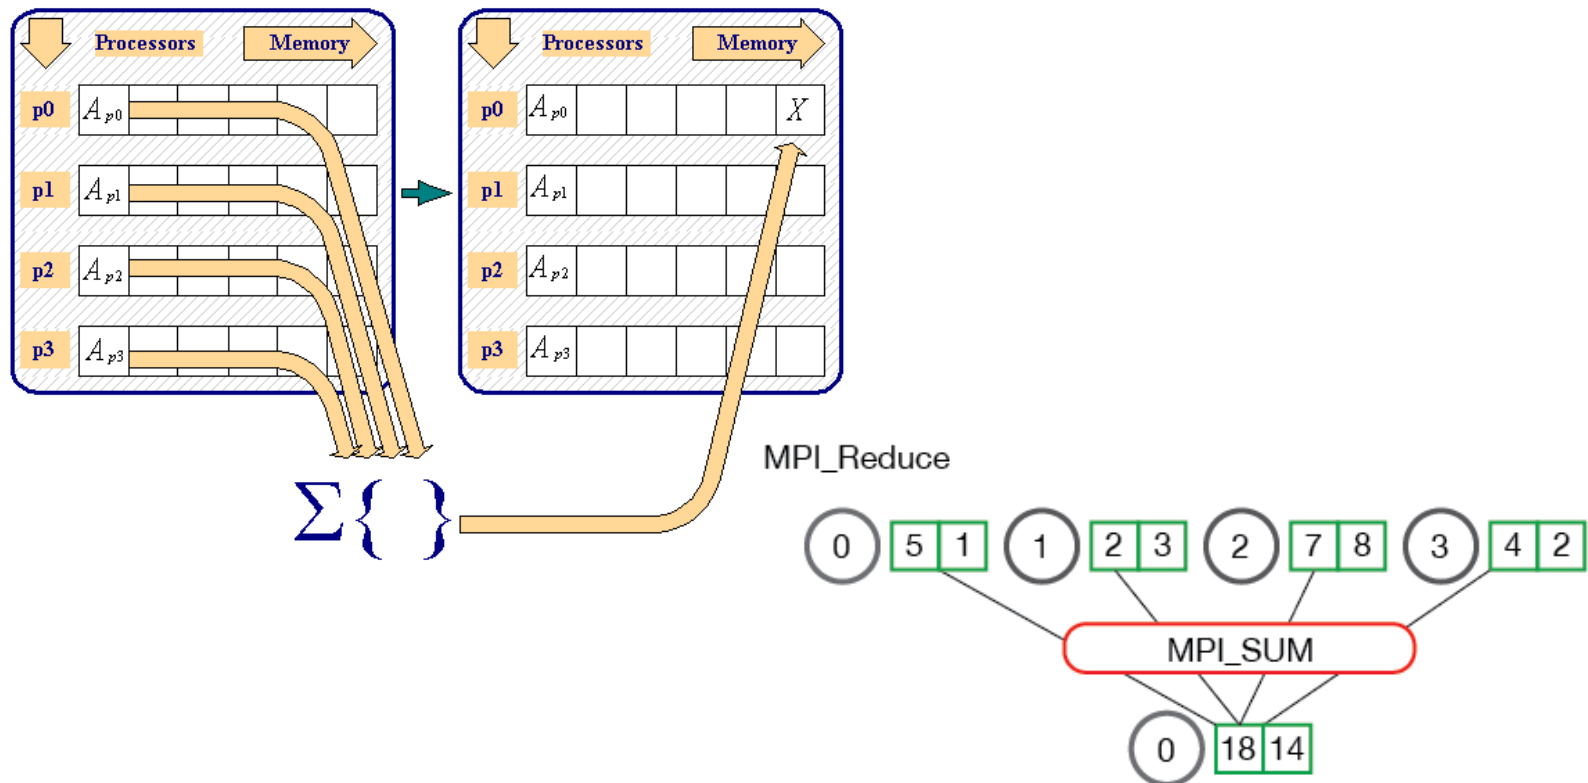 Processors Memory
p0 A p0
p1 A p1
p2 A p2
p3 A p3
Processors Memory
p0 A p0 X
p1 A p1
p2 A p2
p3 A p3
Σ { }
MPI_Reduce
0 5 1 1 2 3 2 7 8 3 4 2
MPI_SUM
0 18 14